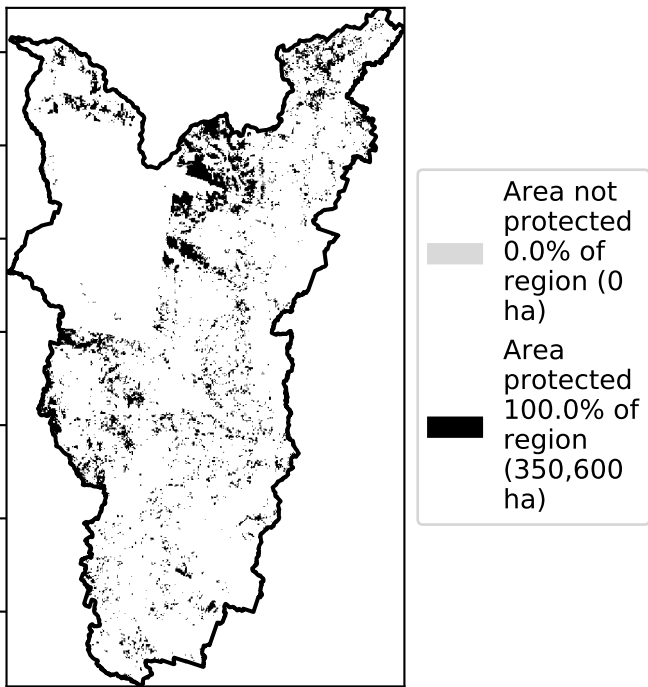 Area not
protected
0.0% of
region (0
ha)
Area
protected
100.0% of
region
(350,600
ha)